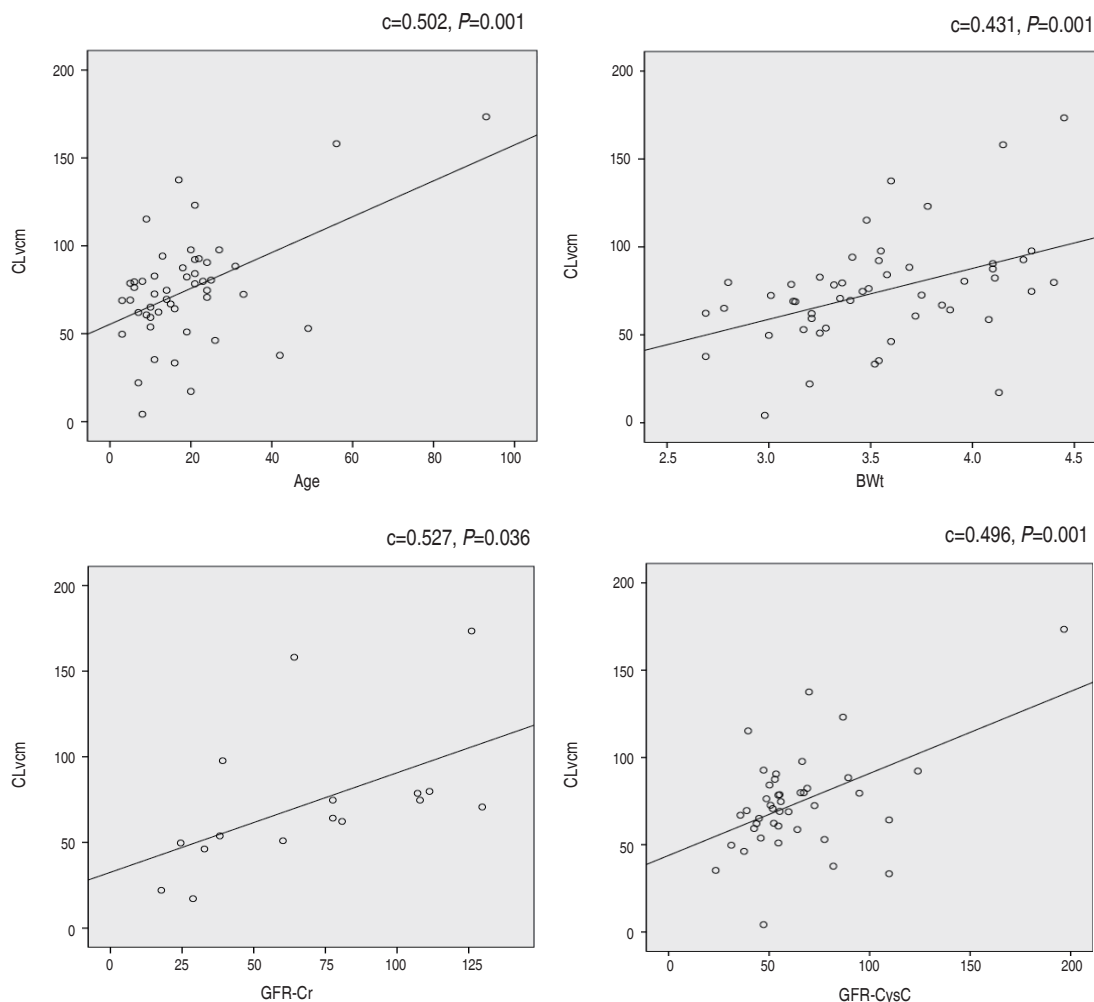 c=0.502, P=0.001
200
150
100
50
0
CLvcm
0 20 40 60 80 100
Age
c=0.431, P=0.001
200
150
100
50
0
CLvcm
2.5 3.0 3.5 4.0 4.5
BWt
c=0.527, P=0.036
200
150
100
50
0
CLvcm
0 25 50 75 100 125
GFR-Cr
c=0.496, P=0.001
200
150
100
50
0
CLvcm
0 50 100 150 200
GFR-CysC